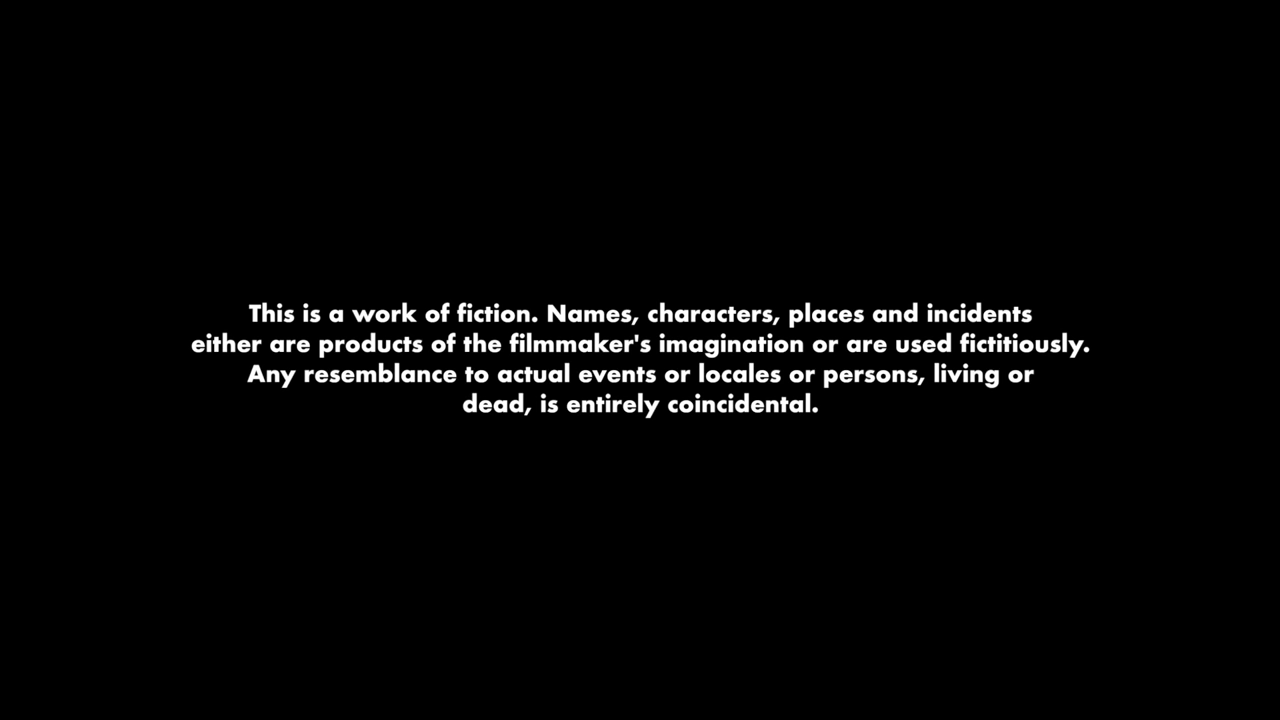 This is a work of fiction. Names, characters, places and incidents
either are products of the filmmaker's imagination or are used fictitiously.
Any resemblance to actual events or locales or persons, living or
dead, is entirely coincidental.